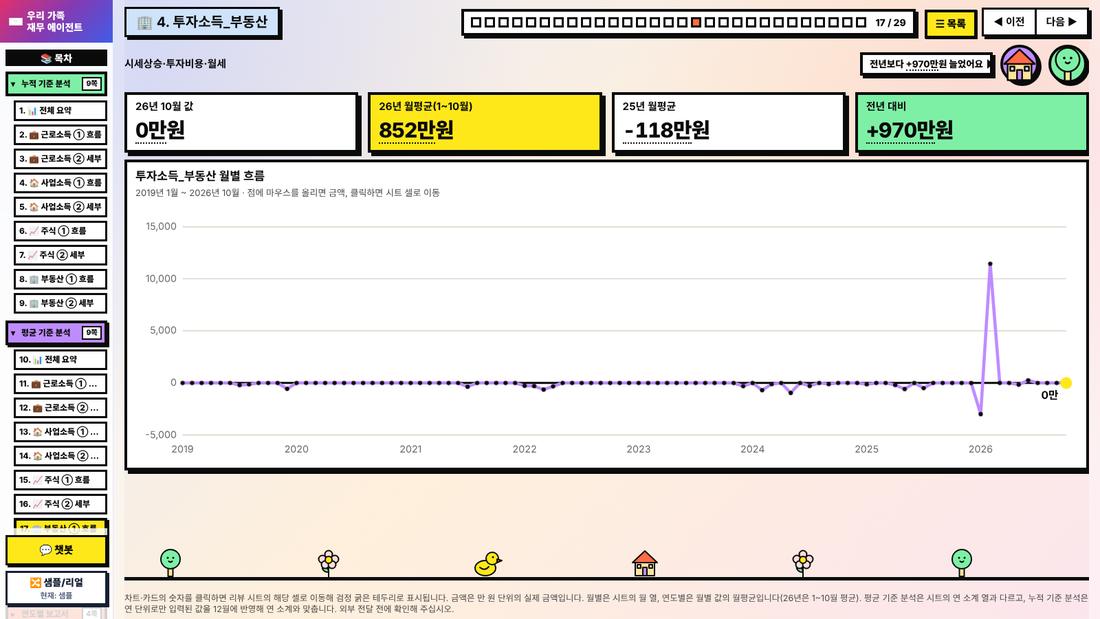 우리 가족
재무 에이전트
📚 목차
▼ 누적 기준 분석 9쪽
1. 📊 전체 요약
2. 💼 근로소득 ① 흐름
3. 💼 근로소득 ② 세부
4. 🏠 사업소득 ① 흐름
5. 🏠 사업소득 ② 세부
6. 📈 주식 ① 흐름
7. 📈 주식 ② 세부
8. 🏢 부동산 ① 흐름
9. 🏢 부동산 ② 세부
▼ 평균 기준 분석 9쪽
10. 📊 전체 요약
11. 💼 근로소득 ① ...
12. 💼 근로소득 ② ...
13. 🏠 사업소득 ① ...
14. 🏠 사업소득 ② ...
15. 📈 주식 ① 흐름
16. 📈 주식 ② 세부
17. 🏢 부동산 ① 흐름
💬 챗봇
🔀 샘플/리얼
현재: 샘플
연도별 보고서 4쪽
🏢 4. 투자소득_부동산
17 / 29
☰ 목록
◀ 이전
다음 ▶
시세상승·투자비용·월세
전년보다 +970만원 늘었어요
26년 10월 값
0만원
26년 월평균(1~10월)
852만원
25년 월평균
-118만원
전년 대비
+970만원
투자소득_부동산 월별 흐름
2019년 1월 ~ 2026년 10월 · 점에 마우스를 올리면 금액, 클릭하면 시트 셀로 이동
15,000
10,000
5,000
0
-5,000
0만
2019 2020 2021 2022 2023 2024 2025 2026
차트·카드의 숫자를 클릭하면 리뷰 시트의 해당 셀로 이동해 검정 굵은 테두리로 표시됩니다. 금액은 만 원 단위의 실제 금액입니다. 월별은 시트의 월 열, 연도별은 월별 값의 월평균입니다(26년은 1~10월 평균). 평균 기준 분석은 시트의 연 소계 열과 다르고, 누적 기준 분석은
연 단위로만 입력된 값을 12월에 반영해 연 소계와 맞춥니다. 외부 전달 전에 확인해 주십시오.